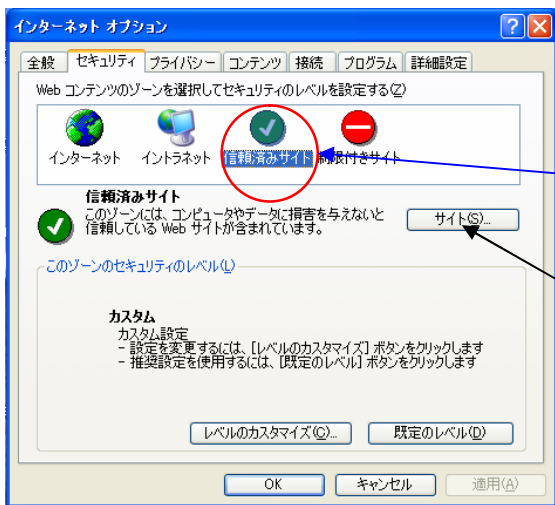 インターネット オプション
全般 セキュリティ プライバシー コンテンツ 接続 プログラム 詳細設定
Web コンテンツのゾーンを選択してセキュリティのレベルを設定する(Z)
インターネット イントラネット 信頼済みサイト 制限付きサイト
信頼済みサイト
このゾーンには、コンピュータやデータに損害を与えないと
信頼している Web サイトが含まれています。
サイト(S)...
このゾーンのセキュリティのレベル(L)
カスタム
カスタム設定
- 設定を変更するには、[レベルのカスタマイズ] ボタンをクリックします
- 推奨設定を使用するには、[既定のレベル] ボタンをクリックします
レベルのカスタマイズ(C)... 既定のレベル(D)
OK キャンセル 適用(A)